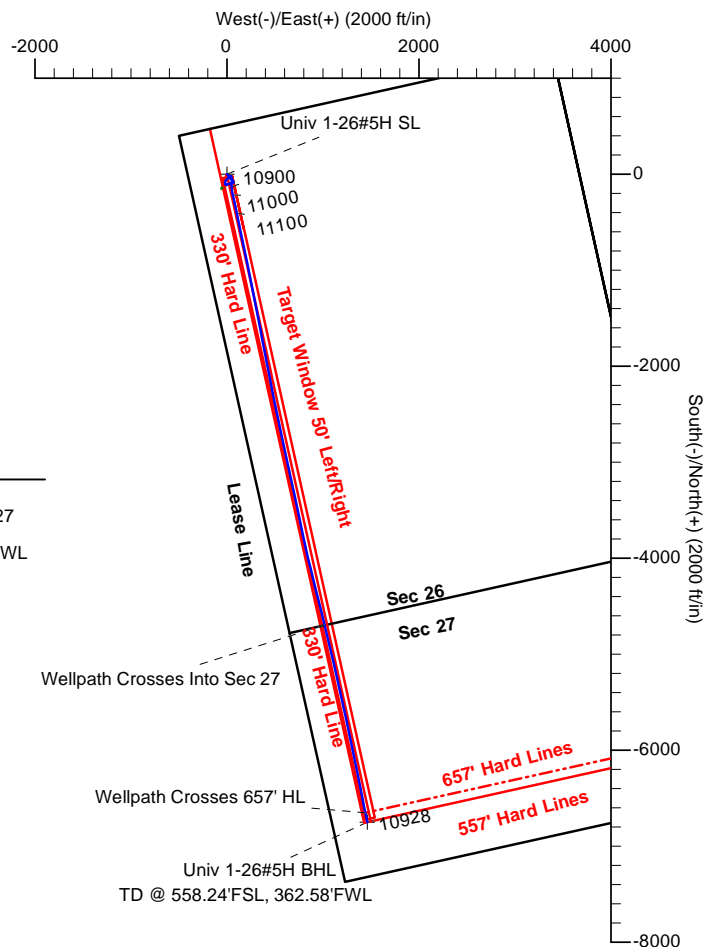 West(-)/East(+) (2000 ft/in)
-2000
0
2000
4000
Univ 1-26#5H SL
10900
11000
11100
0
330' Hard Line
Target Window 50' Left/Right
-2000
South(-)/North(+) (2000 ft/in)
Lease Line
27
WL
-4000
Sec 26
Sec 27
330' Hard Line
Wellpath Crosses Into Sec 27
-6000
657' Hard Lines
Wellpath Crosses 657' HL
10928
557' Hard Lines
Univ 1-26#5H BHL
TD @ 558.24'FSL, 362.58'FWL
-8000